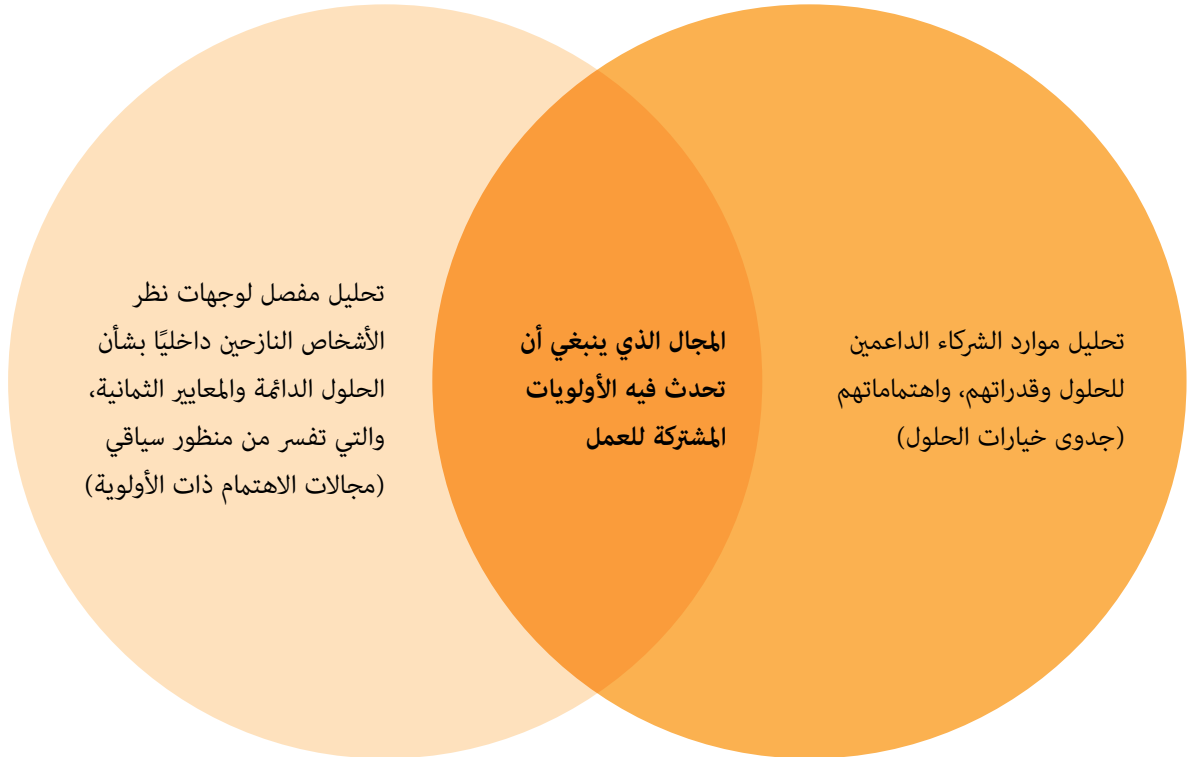 تحليل موارد الشركاء الداعمين
للحلول وقدراتهم، واهتماماتهم
(جدوى خيارات الحلول)
المجال الذي ينبغي أن
تحدث فيه الأولويات
المشتركة للعمل
تحليل مفصل لوجهات نظر
الأشخاص النازحين داخليًا بشأن
الحلول الدائمة والمعايير الثمانية،
والتي تفسر من منظور سياقي
(مجالات الاهتمام ذات الأولوية)